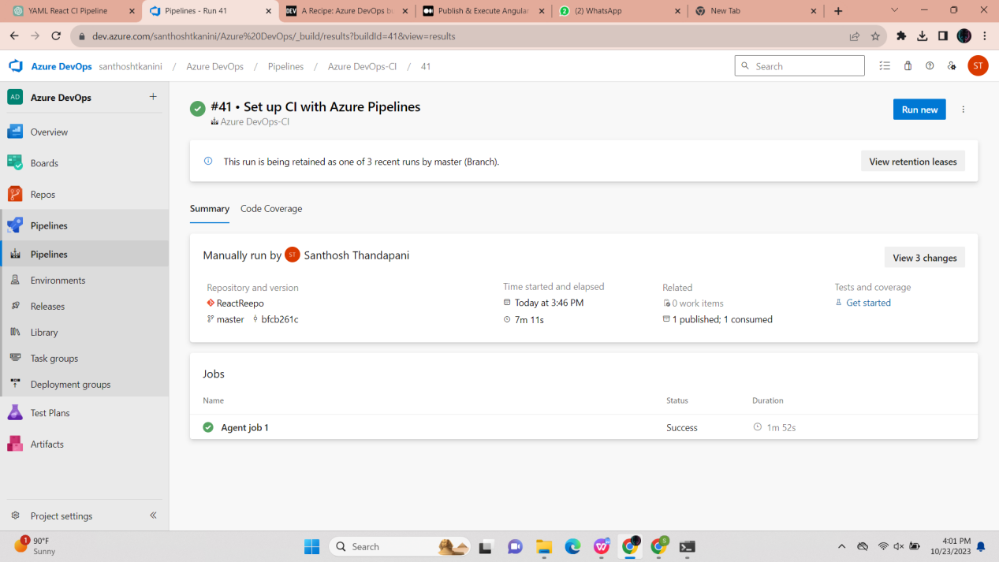 YAML React CI Pipeline
Pipelines - Run 41
DEV
A Recipe: Azure DevOps bu
Publish & Execute Angular
2
(2) WhatsApp
New Tab
dev.azure.com/santhoshtkanini/Azure%20DevOps/_build/results?buildId=41&view=results
Azure DevOps santhoshtkanini / Azure DevOps / Pipelines / Azure DevOps-CI / 41
Search
ST
AD Azure DevOps
Overview
Boards
Repos
Pipelines
Pipelines
Environments
Releases
Library
Task groups
Deployment groups
Test Plans
Artifacts
Project settings
#41 • Set up CI with Azure Pipelines
Azure DevOps-CI
Run new
This run is being retained as one of 3 recent runs by master (Branch).
View retention leases
Summary Code Coverage
Manually run by ST Santhosh Thandapani
View 3 changes
Repository and version
ReactReepo
master bfcb261c
Time started and elapsed
Today at 3:46 PM
7m 11s
Related
0 work items
1 published; 1 consumed
Tests and coverage
Get started
Jobs
Name Status Duration
Agent job 1 Success 1m 52s
1
90°F
Sunny
Search
S
4:01 PM
10/23/2023